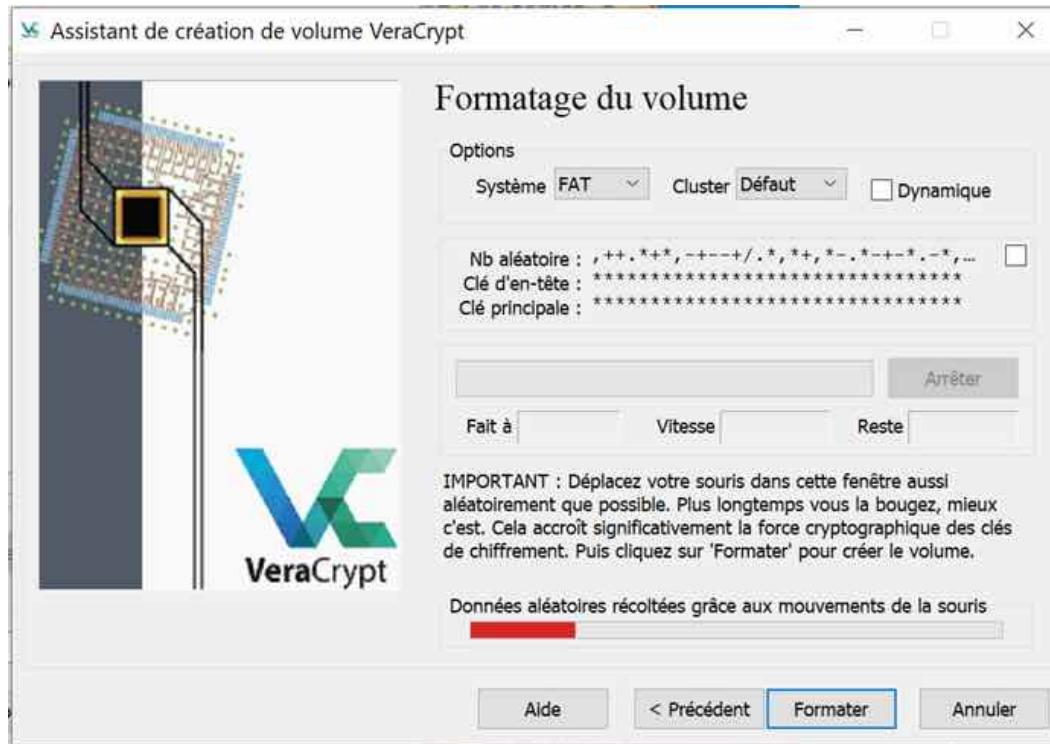 Assistant de création de volume VeraCrypt
Formatage du volume
Options
Système FAT Cluster Défaut Dynamique
Nb aléatoire : ,++.*+*,-+--+/.*,*+,*-.*-+-*.-*,...
Clé d'en-tête : ********************************
Clé principale : ********************************
Arrêter
Fait à Vitesse Reste
IMPORTANT : Déplacez votre souris dans cette fenêtre aussi
aléatoirement que possible. Plus longtemps vous la bougez, mieux
c'est. Cela accroît significativement la force cryptographique des clés
de chiffrement. Puis cliquez sur 'Formater' pour créer le volume.
VeraCrypt
Données aléatoires récoltées grâce aux mouvements de la souris
Aide < Précédent Formater Annuler